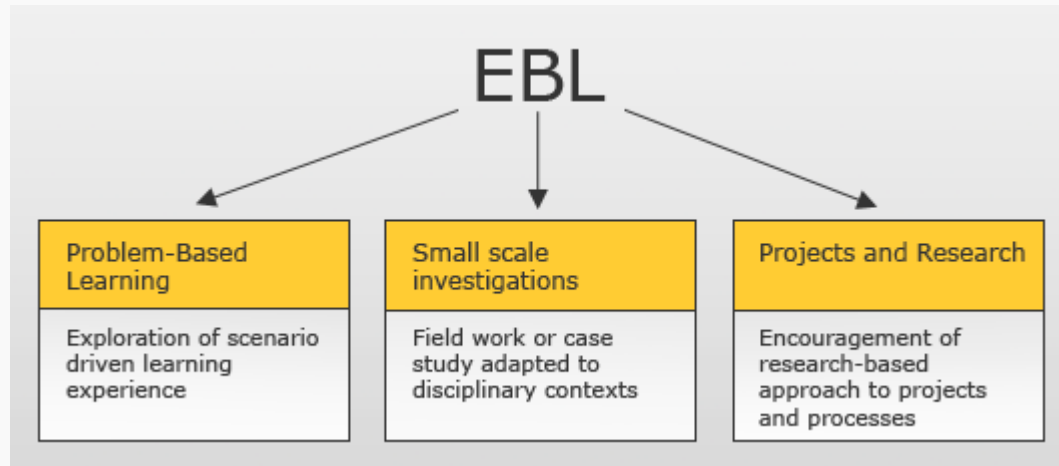 EBL
Problem-Based
Learning
Exploration of scenario
driven learning
experience
Small scale
investigations
Field work or case
study adapted to
disciplinary contexts
Projects and Research
Encouragement of
research-based
approach to projects
and processes